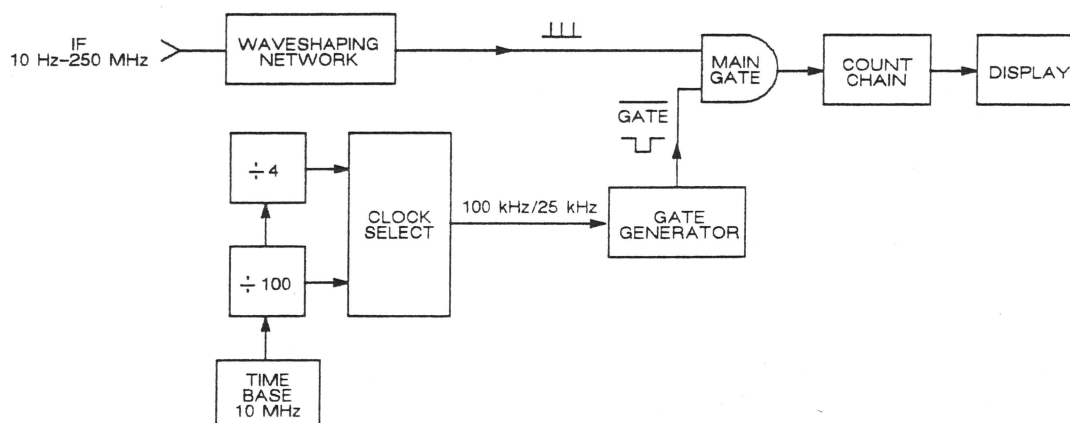 IF
10 Hz–250 MHz
WAVESHAPING
NETWORK
MAIN
GATE
COUNT
CHAIN
DISPLAY
GATE
÷ 4
CLOCK
SELECT
100 kHz/25 kHz
GATE
GENERATOR
÷ 100
TIME
BASE
10 MHz